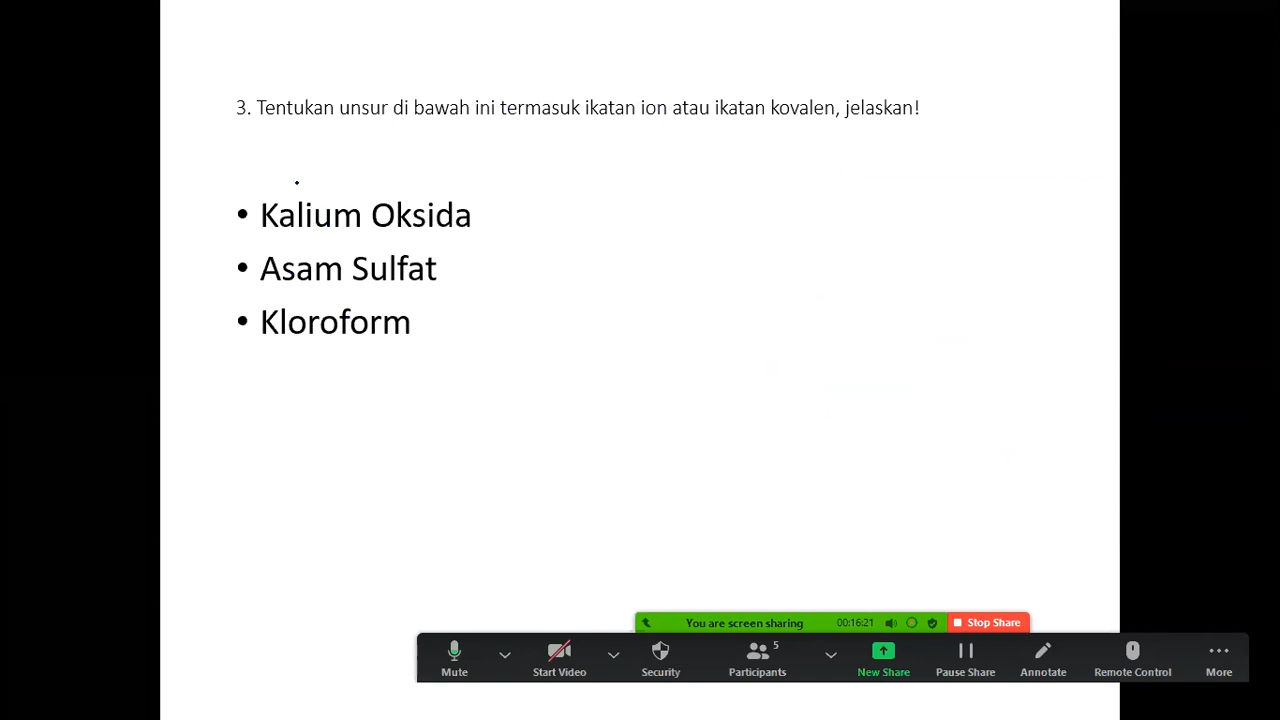 3. Tentukan unsur di bawah ini termasuk ikatan ion atau ikatan kovalen, jelaskan!
• Kalium Oksida
• Asam Sulfat
• Kloroform
You are screen sharing 00:16:21 Stop Share
Mute Start Video Security Participants 5 New Share Pause Share Annotate Remote Control More